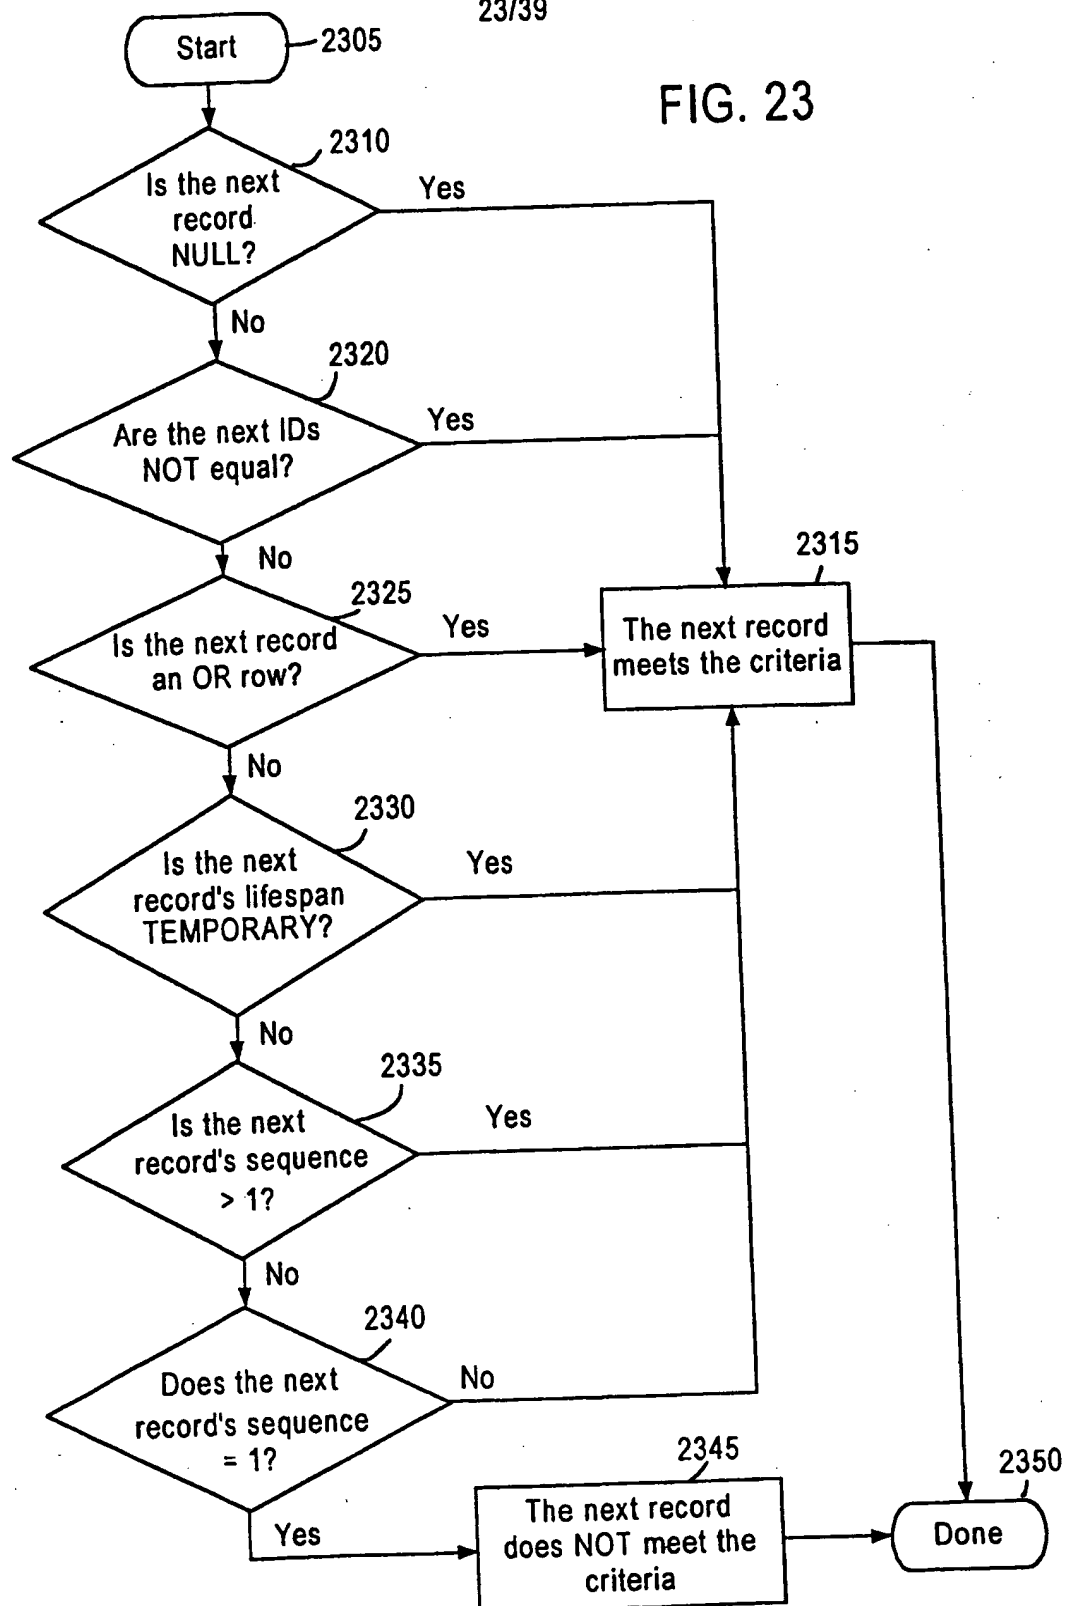 23/39
Start
2305
FIG. 23
2310
Is the next
record
NULL?
Yes
No
2320
Are the next IDs
NOT equal?
Yes
No
2325
Is the next record
an OR row?
Yes
2315
The next record
meets the criteria
No
2330
Is the next
record's lifespan
TEMPORARY?
Yes
No
2335
Is the next
record's sequence
> 1?
Yes
No
2340
Does the next
record's sequence
= 1?
No
Yes
2345
The next record
does NOT meet the
criteria
2350
Done